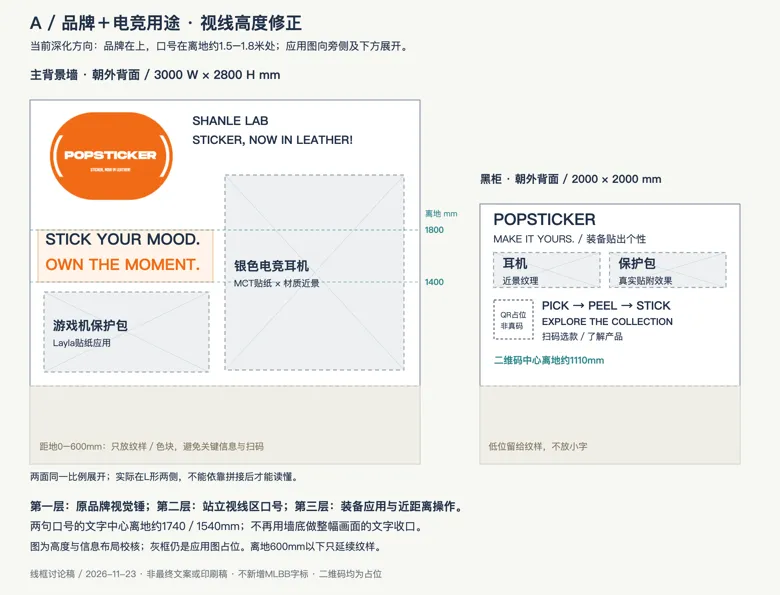 A / 品牌＋电竞用途 · 视线高度修正
当前深化方向：品牌在上，口号在离地约1.5—1.8米处；应用图向旁侧及下方展开。
主背景墙 · 朝外背面 / 3000 W × 2800 H mm
POPSTICKER
STICKER, NOW IN LEATHER!
SHANLE LAB
STICKER, NOW IN LEATHER!
STICK YOUR MOOD.
OWN THE MOMENT.
银色电竞耳机
MCT贴纸 × 材质近景
游戏机保护包
Layla贴纸应用
离地 mm
1800
1400
距地0—600mm：只放纹样 / 色块，避免关键信息与扫码
黑柜 · 朝外背面 / 2000 × 2000 mm
POPSTICKER
MAKE IT YOURS. / 装备贴出个性
耳机
近景纹理
保护包
真实贴附效果
QR占位
非真码
PICK → PEEL → STICK
EXPLORE THE COLLECTION
扫码选款 / 了解产品
二维码中心离地约1110mm
低位留给纹样，不放小字
两面同一比例展开；实际在L形两侧，不能依靠拼接后才能读懂。
第一层：原品牌视觉锤；第二层：站立视线区口号；第三层：装备应用与近距离操作。
两句口号的文字中心离地约1740 / 1540mm；不再用墙底做整幅画面的文字收口。
图为高度与信息布局校核；灰框仍是应用图占位。离地600mm以下只延续纹样。
线框讨论稿 / 2026-11-23 · 非最终文案或印刷稿 · 不新增MLBB字标 · 二维码均为占位